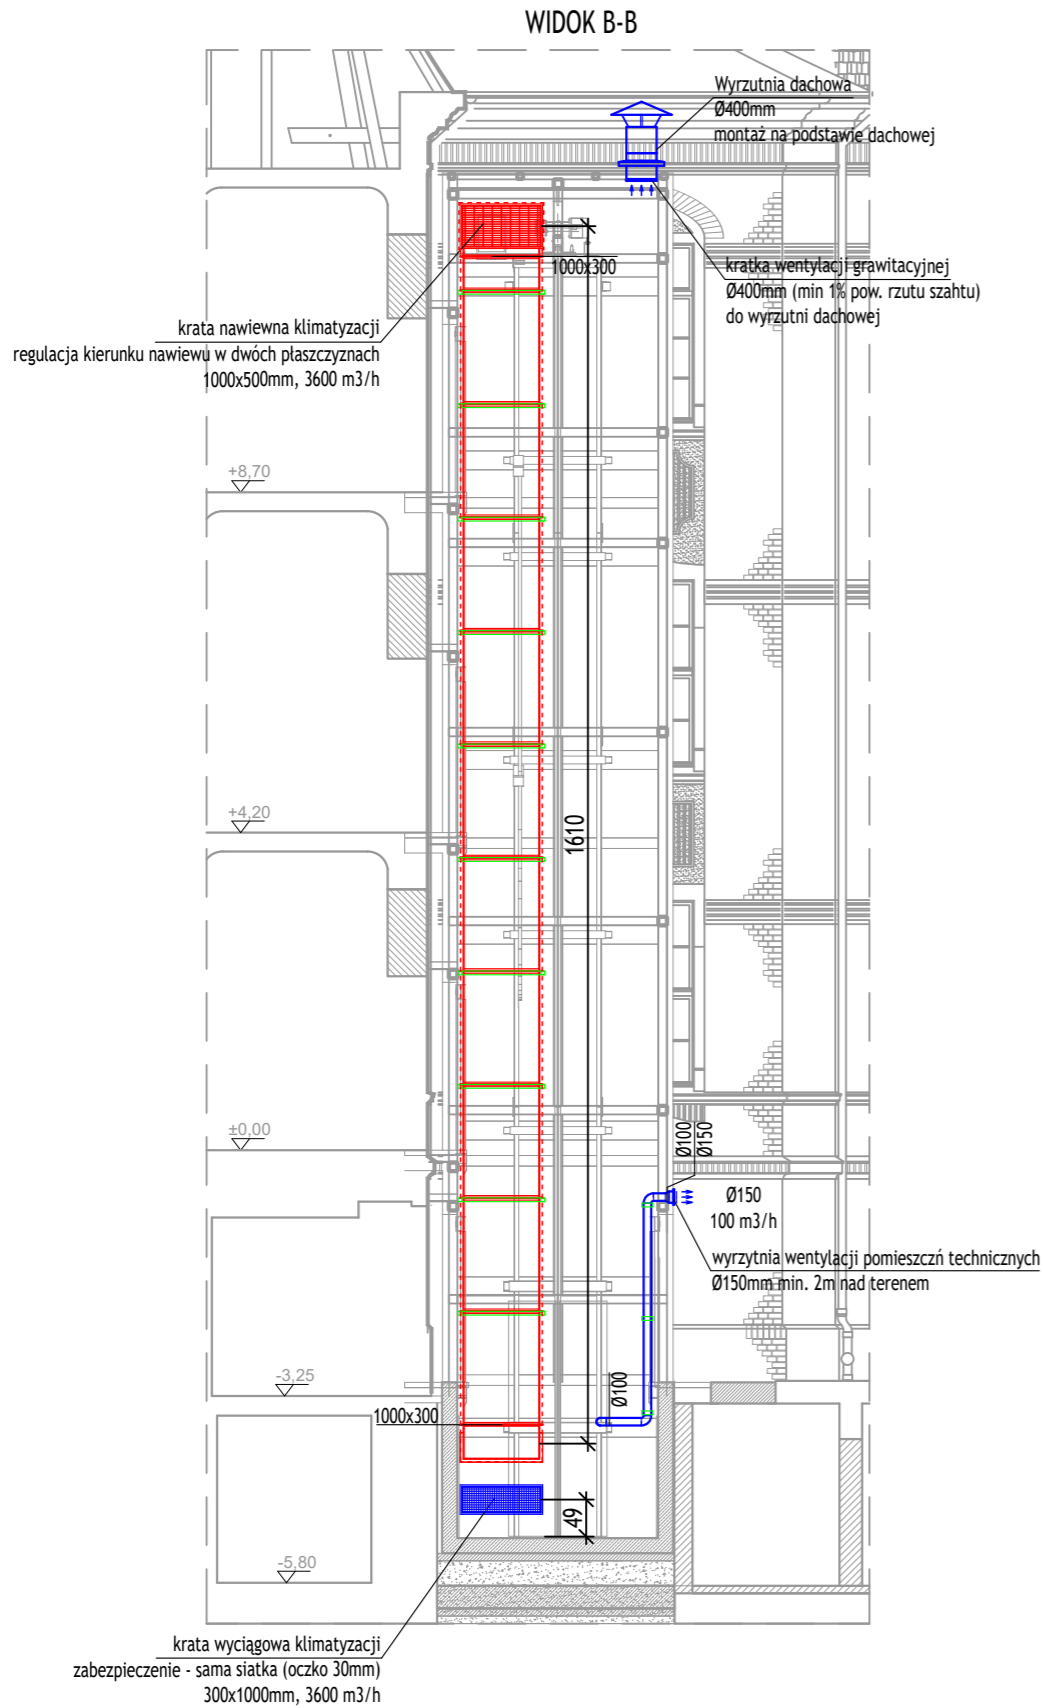 WIDOK B-B
Wyrzutnia dachowa
Ø400mm
montaż na podstawie dachowej
1000x300
kratka wentylacji grawitacyjnej
Ø400mm (min 1% pow. rzutu szahtu)
do wyrzutni dachowej
krata nawiewna klimatyzacji
regulacja kierunku nawiewu w dwóch płaszczyznach
1000x500mm, 3600 m3/h
+8,70
+4,20
1610
±0,00
Ø100
Ø150
Ø150
100 m3/h
wyrzytnia wentylacji pomieszczń technicznych
Ø150mm min. 2m nad terenem
-3,25
Ø100
1000x300
49
-5,80
krata wyciągowa klimatyzacji
zabezpieczenie - sama siatka (oczko 30mm)
300x1000mm, 3600 m3/h